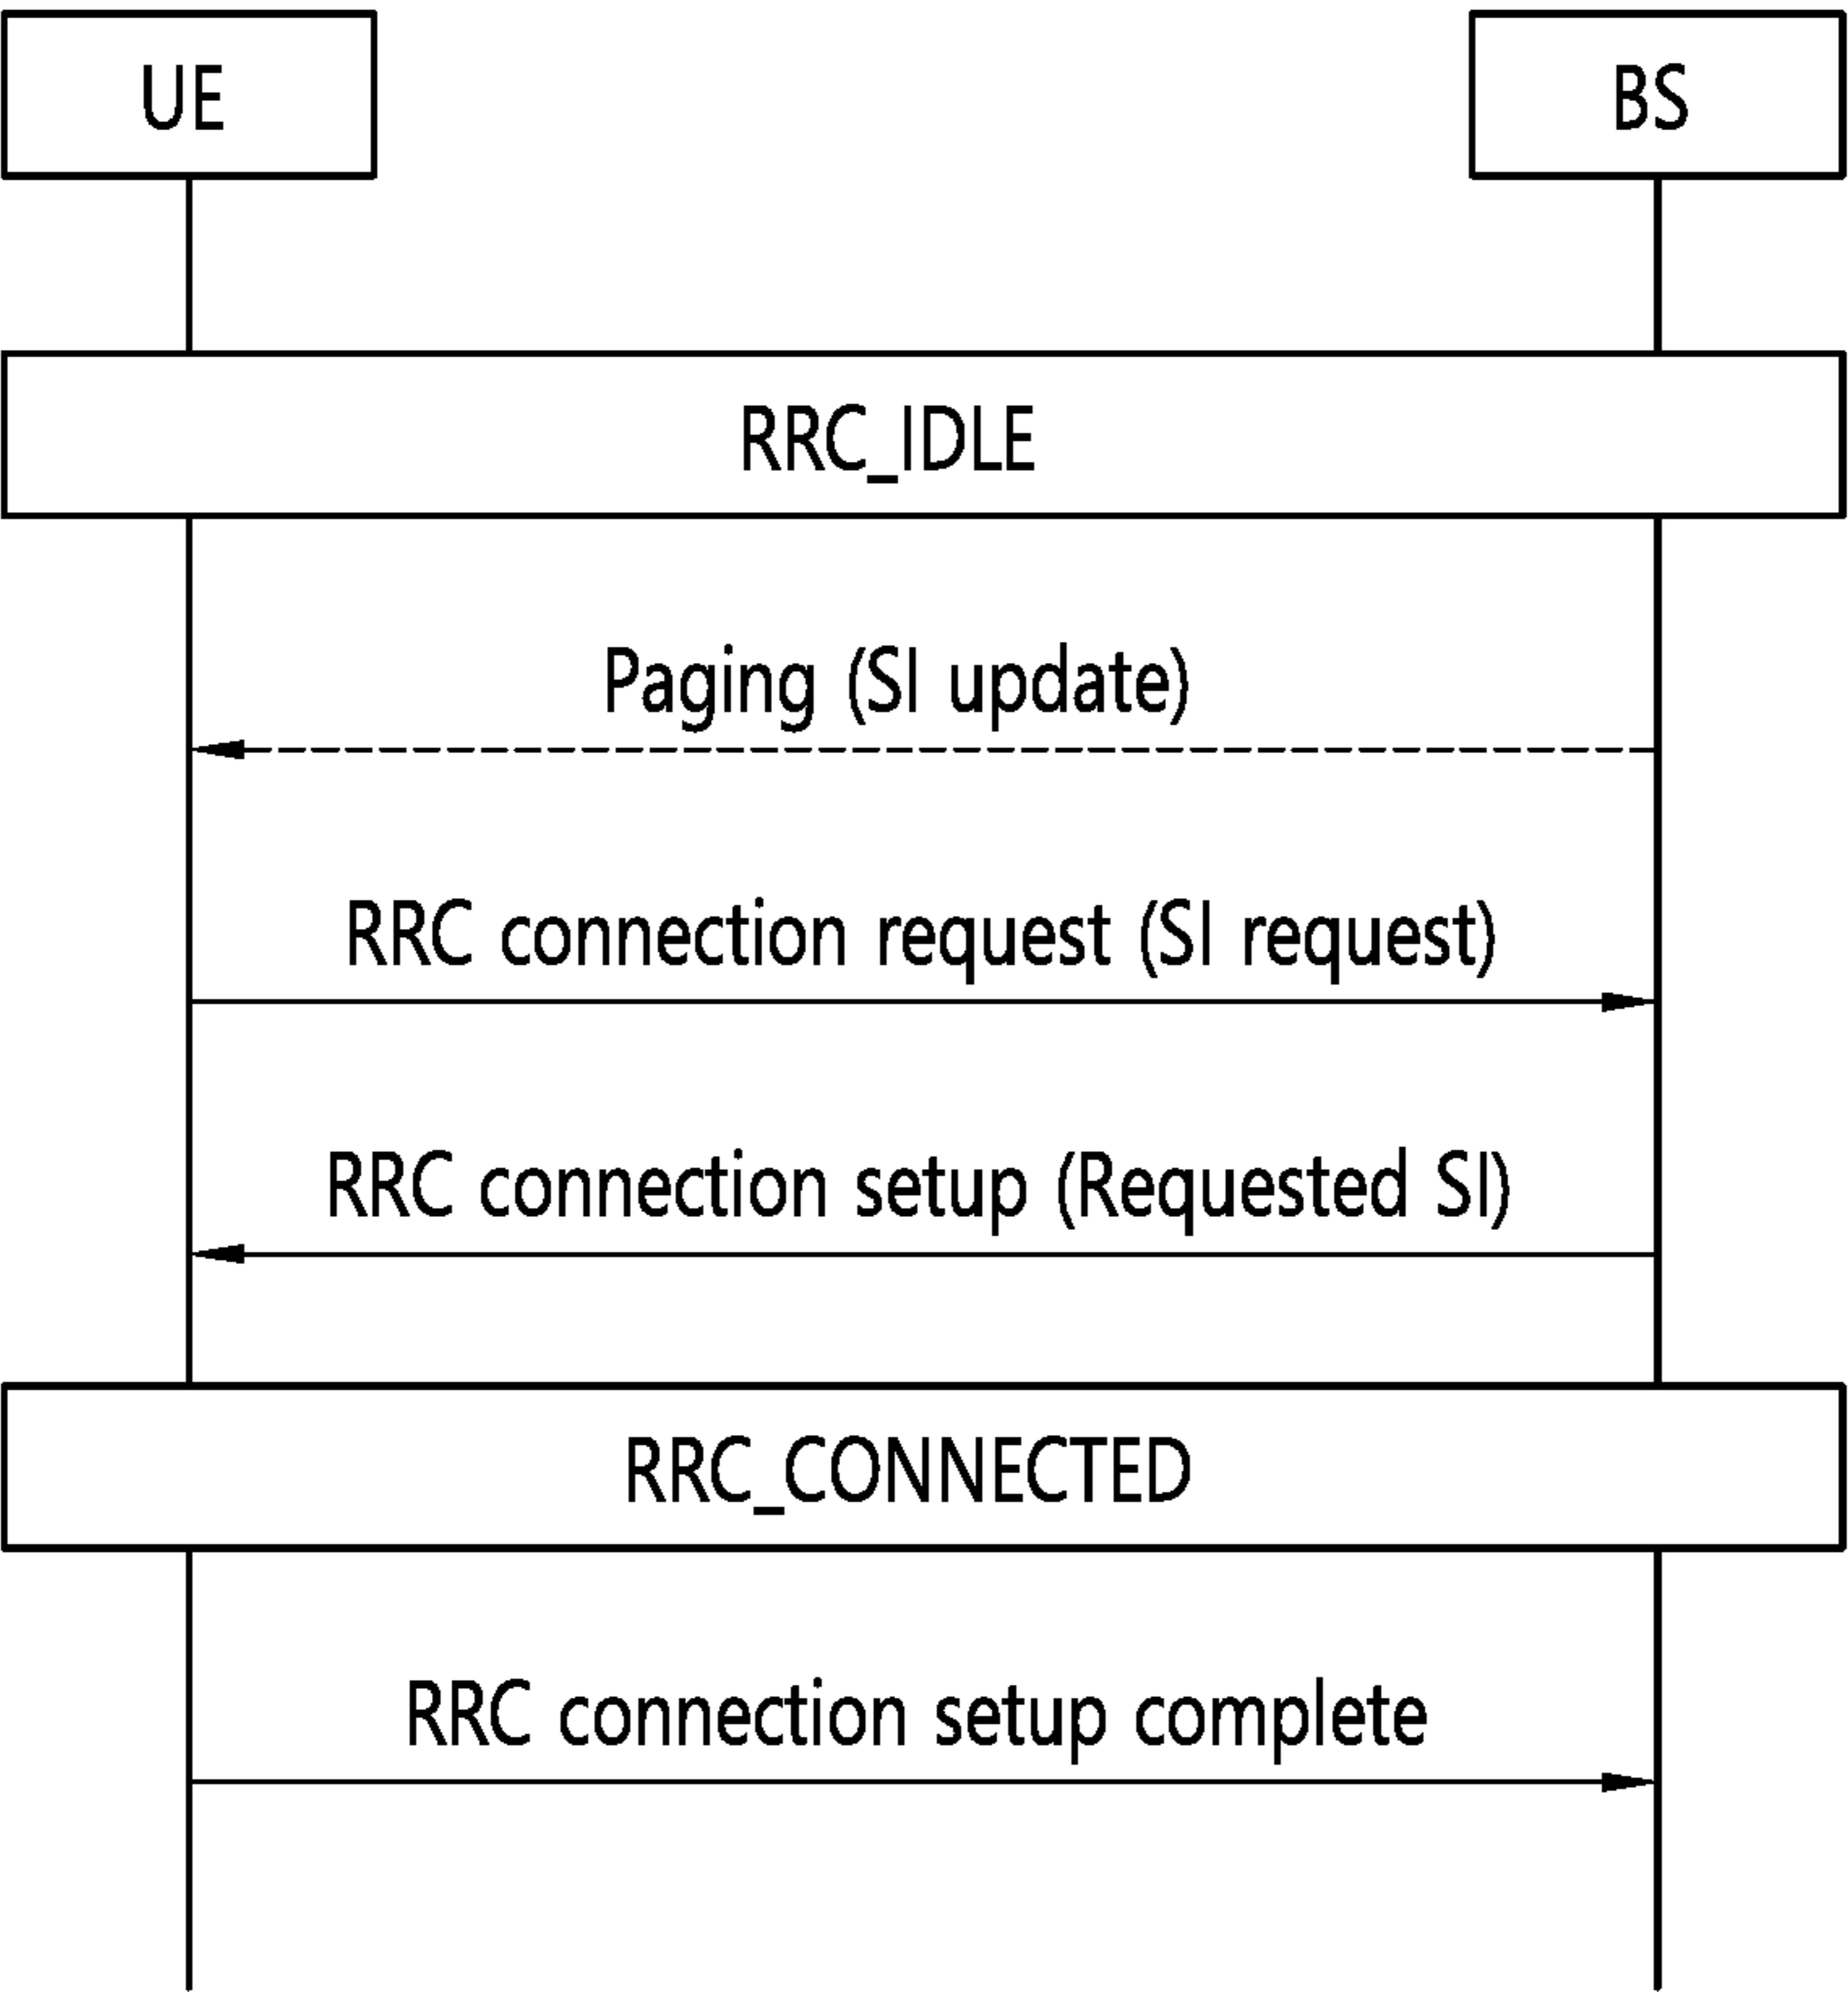 UE
BS
RRC_IDLE
Paging (SI update)
RRC connection request (SI request)
RRC connection setup (Requested SI)
RRC_CONNECTED
RRC connection setup complete